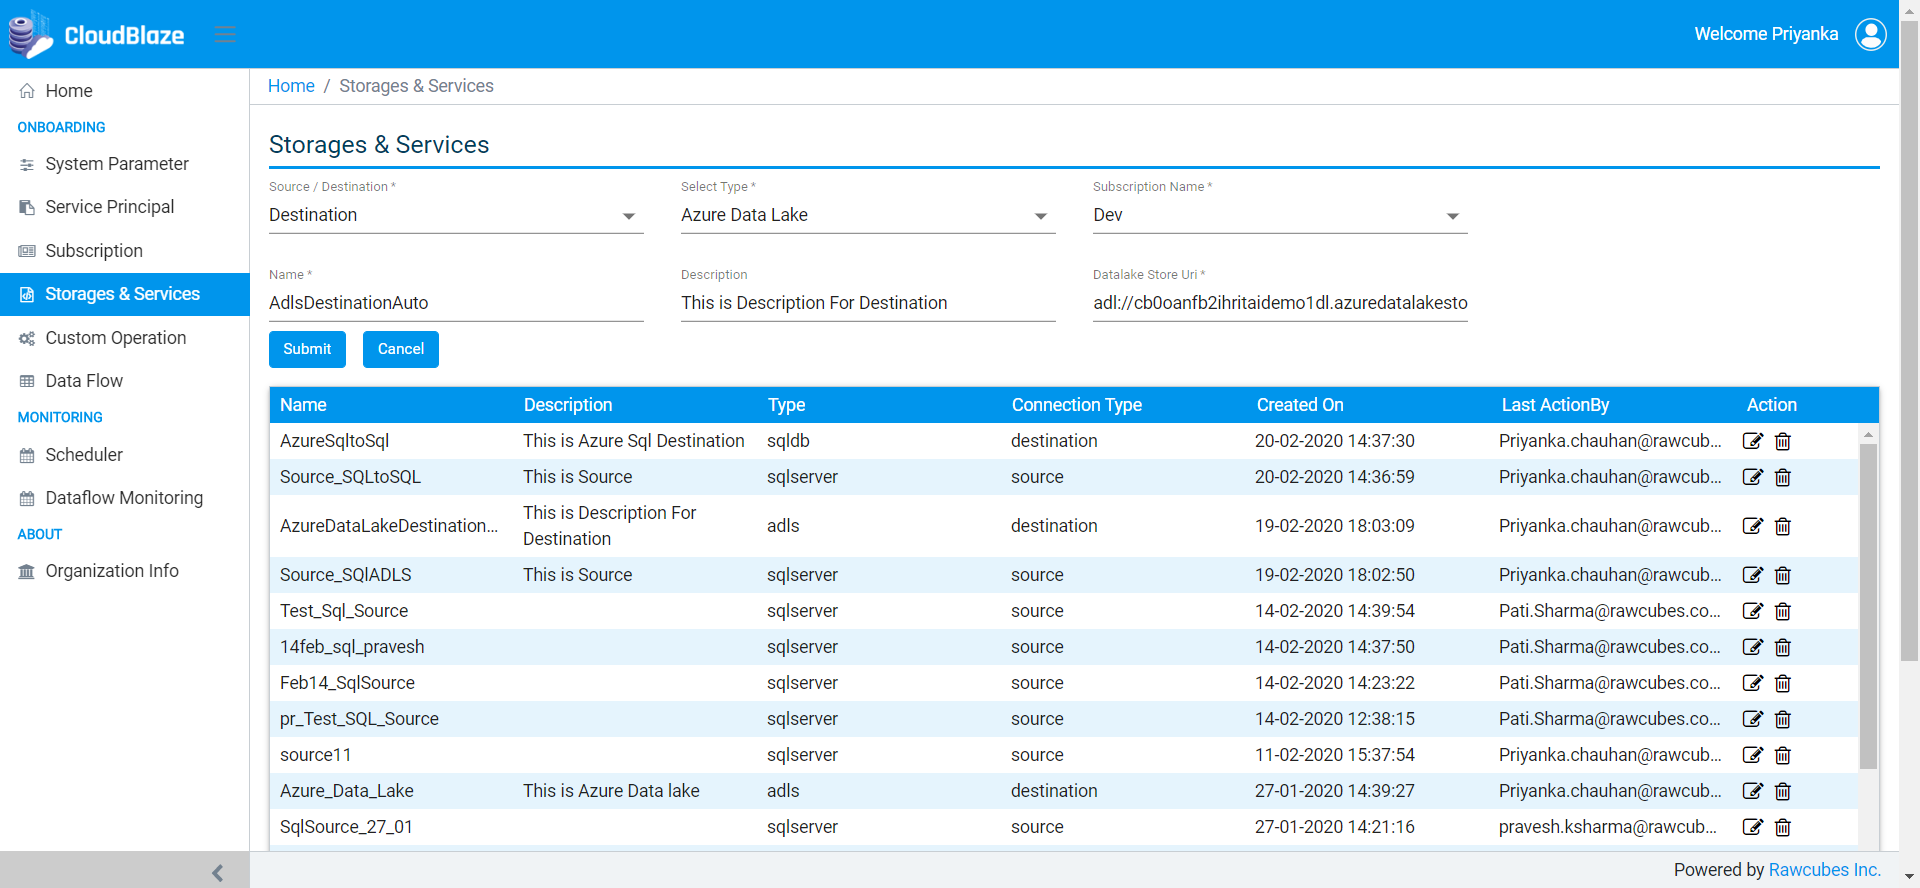 CloudBlaze
Welcome Priyanka
Home
ONBOARDING
System Parameter
Service Principal
Subscription
Storages & Services
Custom Operation
Data Flow
MONITORING
Scheduler
Dataflow Monitoring
ABOUT
Organization Info
Home / Storages & Services
Storages & Services
Source / Destination * Select Type * Subscription Name *
Destination Azure Data Lake Dev
Name * Description Datalake Store Uri *
AdlsDestinationAuto This is Description For Destination adl://cb0oanfb2ihritaidemo1dl.azuredatalakesto
Submit Cancel
Name Description Type Connection Type Created On Last ActionBy Action
AzureSqltoSql This is Azure Sql Destination sqldb destination 20-02-2020 14:37:30 Priyanka.chauhan@rawcub...
Source_SQLtoSQL This is Source sqlserver source 20-02-2020 14:36:59 Priyanka.chauhan@rawcub...
AzureDataLakeDestination... This is Description For Destination adls destination 19-02-2020 18:03:09 Priyanka.chauhan@rawcub...
Source_SQlADLS This is Source sqlserver source 19-02-2020 18:02:50 Priyanka.chauhan@rawcub...
Test_Sql_Source sqlserver source 14-02-2020 14:39:54 Pati.Sharma@rawcubes.co...
14feb_sql_pravesh sqlserver source 14-02-2020 14:37:50 Pati.Sharma@rawcubes.co...
Feb14_SqlSource sqlserver source 14-02-2020 14:23:22 Pati.Sharma@rawcubes.co...
pr_Test_SQL_Source sqlserver source 14-02-2020 12:38:15 Pati.Sharma@rawcubes.co...
source11 sqlserver source 11-02-2020 15:37:54 Priyanka.chauhan@rawcub...
Azure_Data_Lake This is Azure Data lake adls destination 27-01-2020 14:39:27 Priyanka.chauhan@rawcub...
SqlSource_27_01 sqlserver source 27-01-2020 14:21:16 pravesh.ksharma@rawcub...
Powered by Rawcubes Inc.